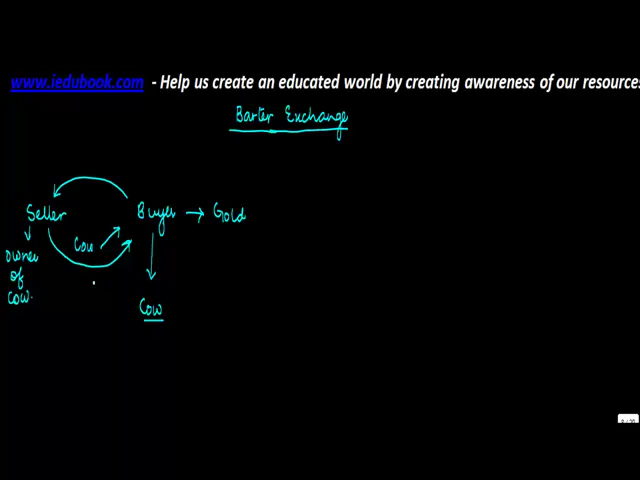 www.iedubook.com - Help us create an educated world by creating awareness of our resources
Barter Exchange
Seller Buyer → Gold
Cow
owner
of
cow.
Cow